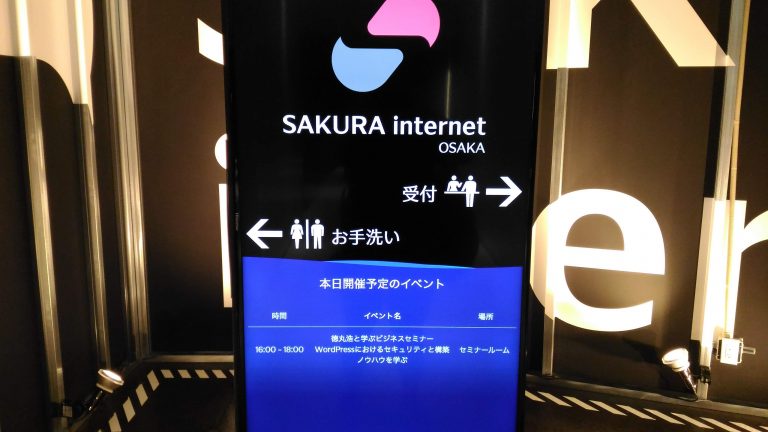 SAKURA internet
OSAKA
受付
お手洗い
本日開催予定のイベント
時間 イベント名 場所
徳丸浩と学ぶビジネスセミナー
16:00 - 18:00 WordPressにおけるセキュリティと構築 セミナールーム
ノウハウを学ぶ